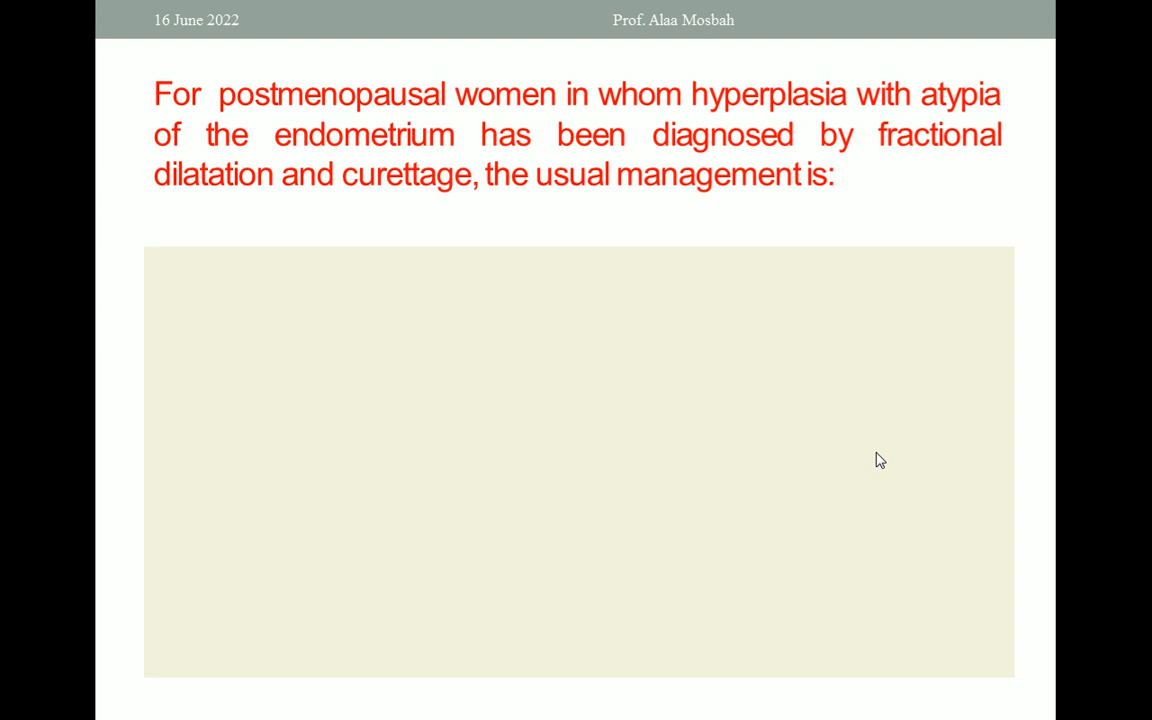 16 June 2022 Prof. Alaa Mosbah
For postmenopausal women in whom hyperplasia with atypia
of the endometrium has been diagnosed by fractional
dilatation and curettage, the usual management is: